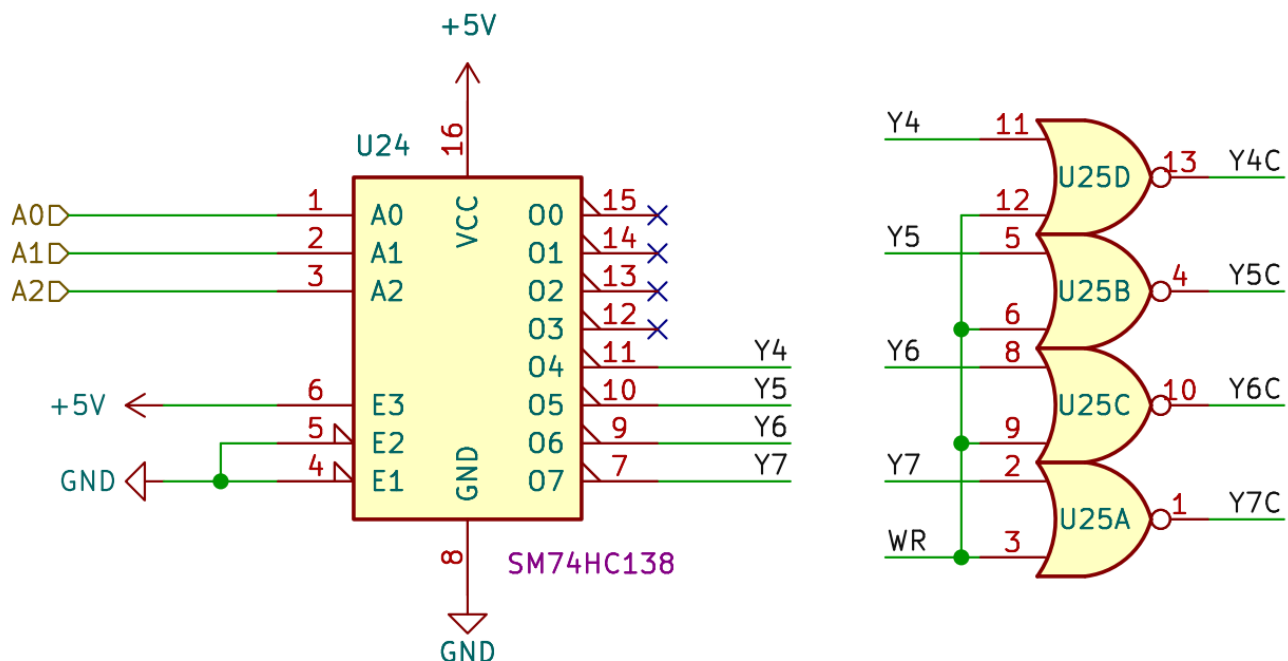 +5V
U24
16
VCC
A0 1 A0 O0 15
A1 2 A1 O1 14
A2 3 A2 O2 13
O3 12
O4 11 Y4
+5V 6 E3 O5 10 Y5
5 E2 O6 9 Y6
GND 4 E1 O7 7 Y7
GND
8
SM74HC138
GND
Y4 11 U25D 13 Y4C
12
Y5 5 U25B 4 Y5C
6
Y6 8 U25C 10 Y6C
9
Y7 2 U25A 1 Y7C
WR 3